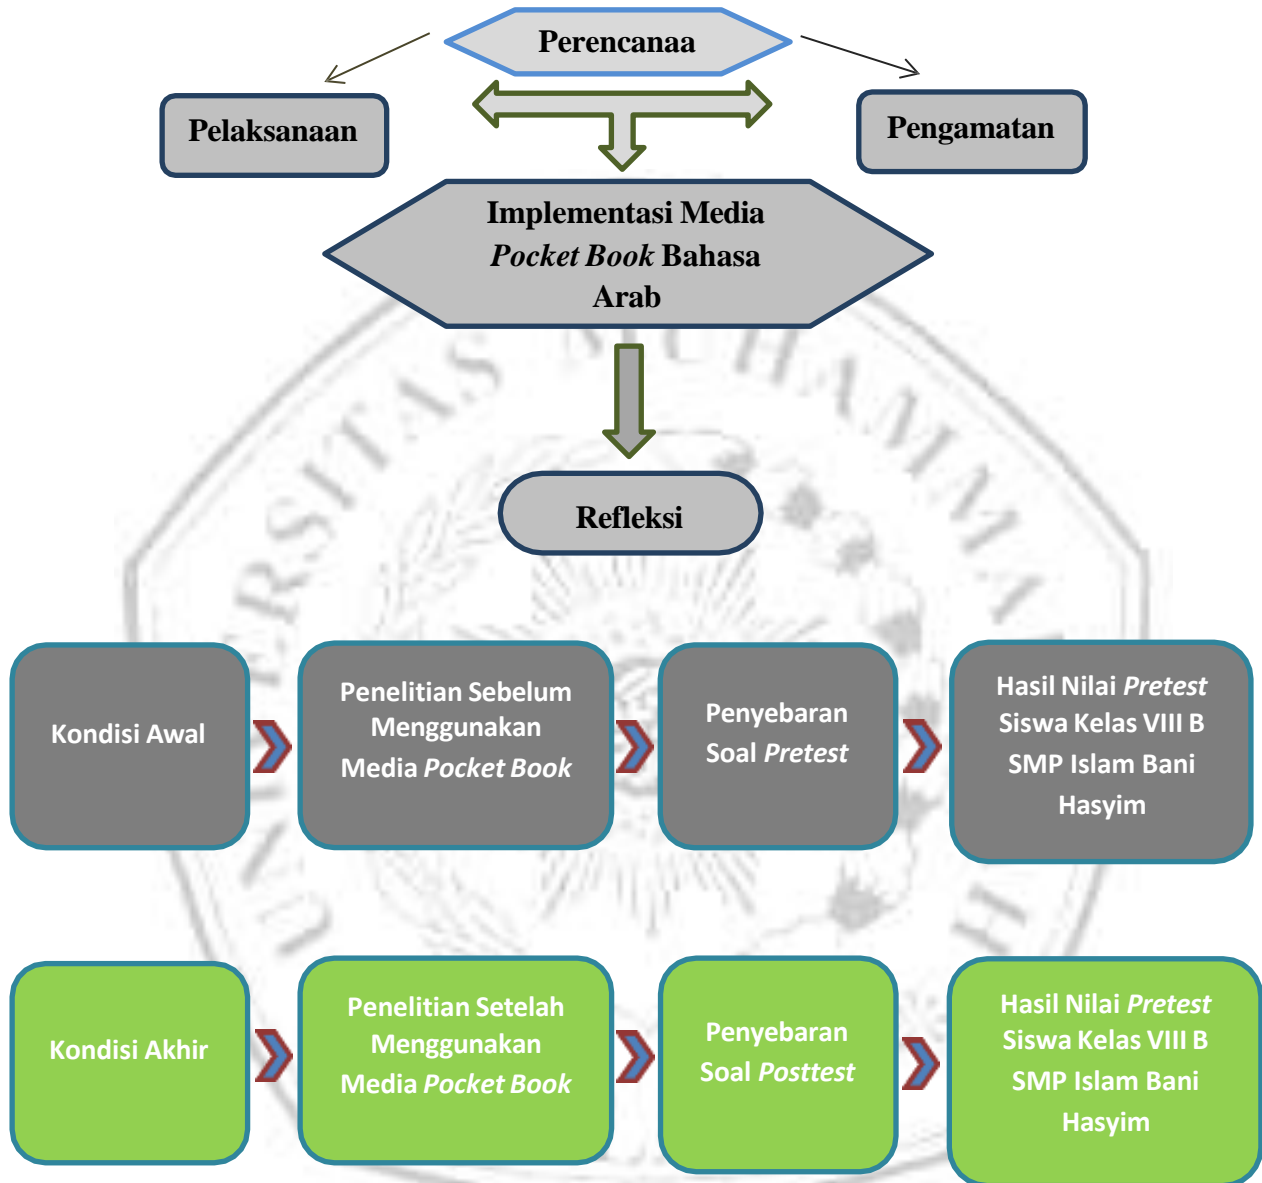 Perencanaa
Pelaksanaan
Pengamatan
Implementasi Media
Pocket Book Bahasa
Arab
Refleksi
Kondisi Awal
Penelitian Sebelum
Menggunakan
Media Pocket Book
Penyebaran
Soal Pretest
Hasil Nilai Pretest
Siswa Kelas VIII B
SMP Islam Bani
Hasyim
Kondisi Akhir
Penelitian Setelah
Menggunakan
Media Pocket Book
Penyebaran
Soal Posttest
Hasil Nilai Pretest
Siswa Kelas VIII B
SMP Islam Bani
Hasyim